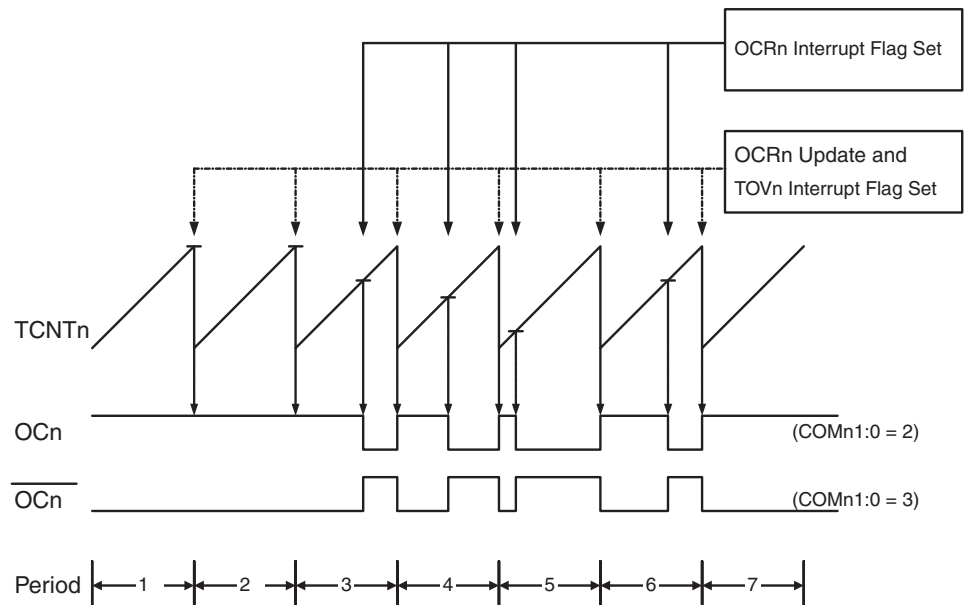 OCRn Interrupt Flag Set
OCRn Update and
TOVn Interrupt Flag Set
TCNTn
OCn
(COMn1:0 = 2)
OCn
(COMn1:0 = 3)
Period
1
2
3
4
5
6
7